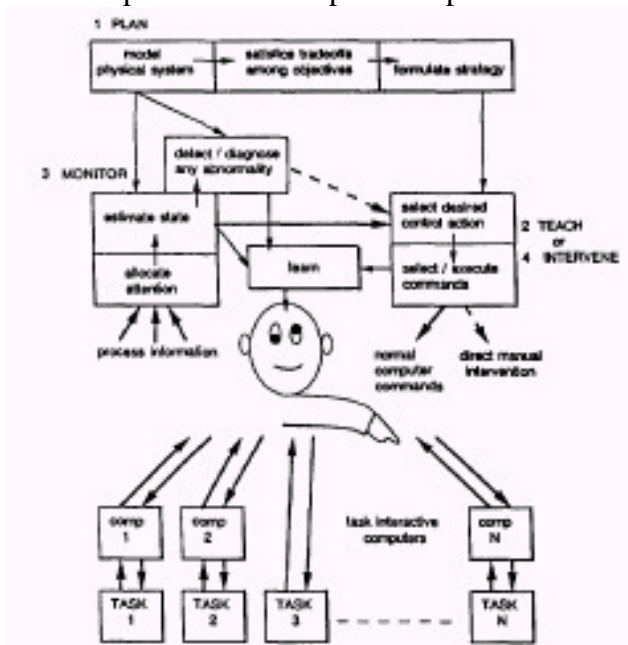 1 PLAN
model
physical system
satisfice tradeoffs
among objectives
formulate strategy
detect / diagnose
any abnormality
3 MONITOR
estimate state
select desired
control action
2 TEACH
or
4 INTERVENE
learn
allocate
attention
select / execute
commands
process information
normal
computer
commands
direct manual
intervention
comp
1
comp
2
task interactive
computers
comp
N
TASK
1
TASK
2
TASK
3
TASK
N